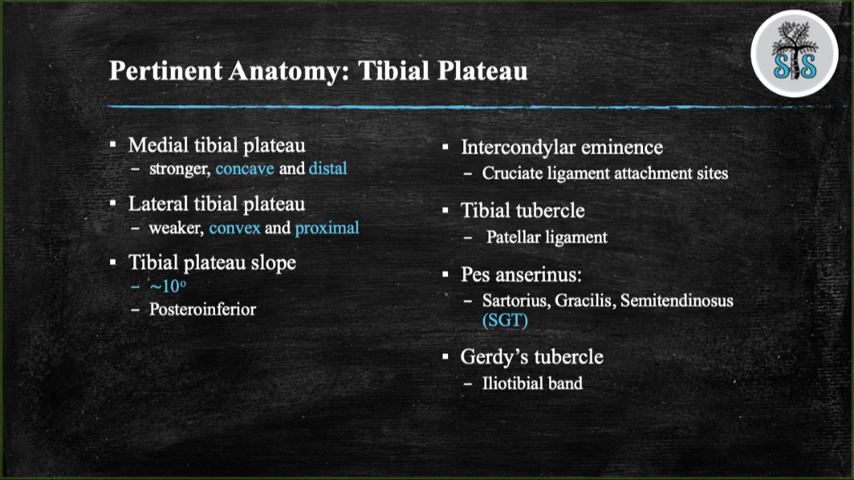 Pertinent Anatomy: Tibial Plateau
STS
▪ Medial tibial plateau
– stronger, concave and distal
▪ Lateral tibial plateau
– weaker, convex and proximal
▪ Tibial plateau slope
– ~10º
– Posteroinferior
▪ Intercondylar eminence
– Cruciate ligament attachment sites
▪ Tibial tubercle
– Patellar ligament
▪ Pes anserinus:
– Sartorius, Gracilis, Semitendinosus
(SGT)
▪ Gerdy’s tubercle
– Iliotibial band